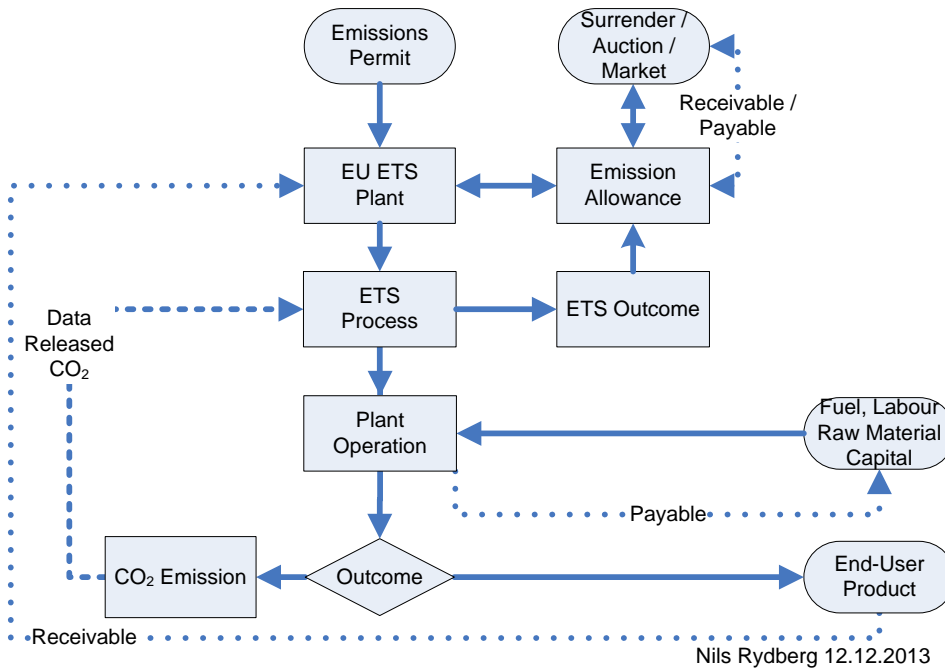 Emissions
Permit
Surrender /
Auction /
Market
Receivable /
Payable
EU ETS
Plant
Emission
Allowance
ETS
Process
ETS Outcome
Data
Released
CO₂
Plant
Operation
Fuel, Labour
Raw Material
Capital
Payable
CO₂ Emission
Outcome
End-User
Product
Receivable
Nils Rydberg 12.12.2013